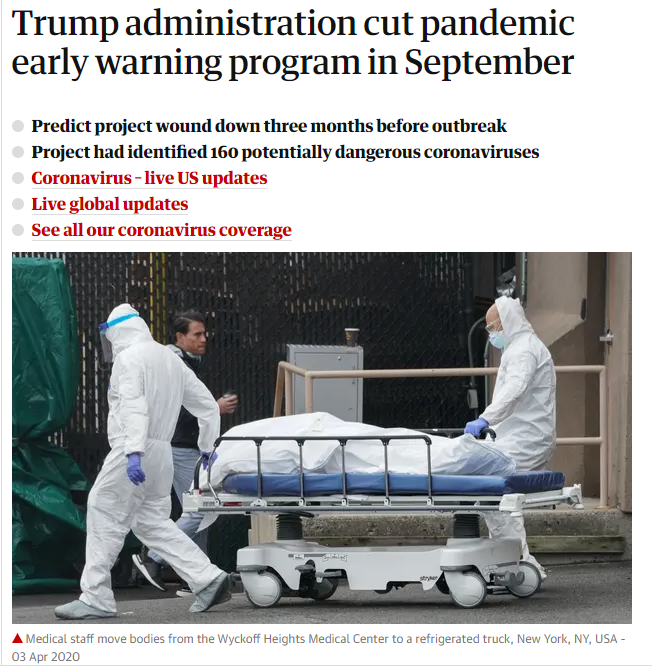 Trump administration cut pandemic
early warning program in September
Predict project wound down three months before outbreak
Project had identified 160 potentially dangerous coronaviruses
Coronavirus – live US updates
Live global updates
See all our coronavirus coverage
stryker
Medical staff move bodies from the Wyckoff Heights Medical Center to a refrigerated truck, New York, NY, USA -
03 Apr 2020